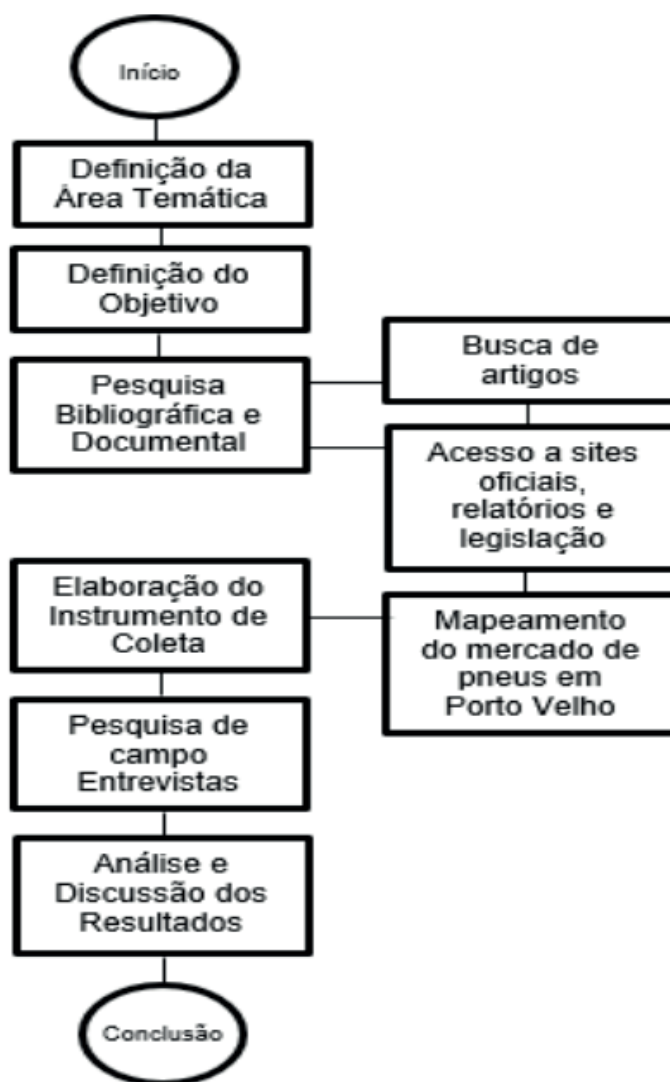 Início
Definição da
Área Temática
Definição do
Objetivo
Pesquisa
Bibliográfica e
Documental
Busca de
artigos
Acesso a sites
oficiais,
relatórios e
legislação
Mapeamento
do mercado de
pneus em
Porto Velho
Elaboração do
Instrumento de
Coleta
Pesquisa de
campo
Entrevistas
Análise e
Discussão dos
Resultados
Conclusão